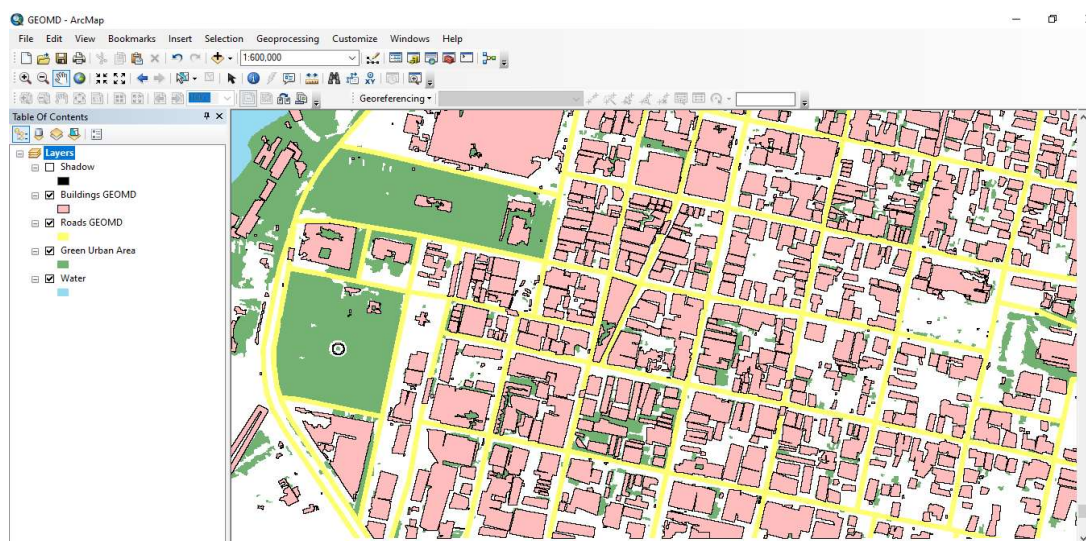 GEOMD - ArcMap
File Edit View Bookmarks Insert Selection Geoprocessing Customize Windows Help
1:600,000
Georeferencing
Table Of Contents
Layers
Shadow
Buildings GEOMD
Roads GEOMD
Green Urban Area
Water